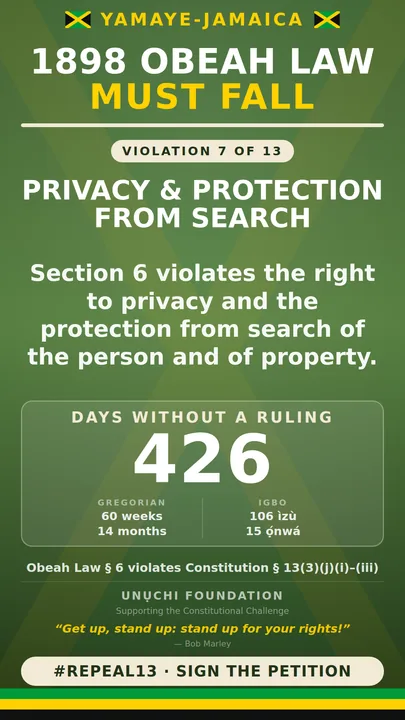 YAMAYE-JAMAICA
1898 OBEAH LAW
MUST FALL
VIOLATION 7 OF 13
PRIVACY & PROTECTION
FROM SEARCH
Section 6 violates the right
to privacy and the
protection from search of
the person and of property.
DAYS WITHOUT A RULING
426
GREGORIAN
60 weeks
14 months
IGBO
106 ìzù
15 ọ́nwá
Obeah Law § 6 violates Constitution § 13(3)(j)(i)–(iii)
UNỤCHI FOUNDATION
Supporting the Constitutional Challenge
“Get up, stand up: stand up for your rights!”
— Bob Marley
#REPEAL13 · SIGN THE PETITION